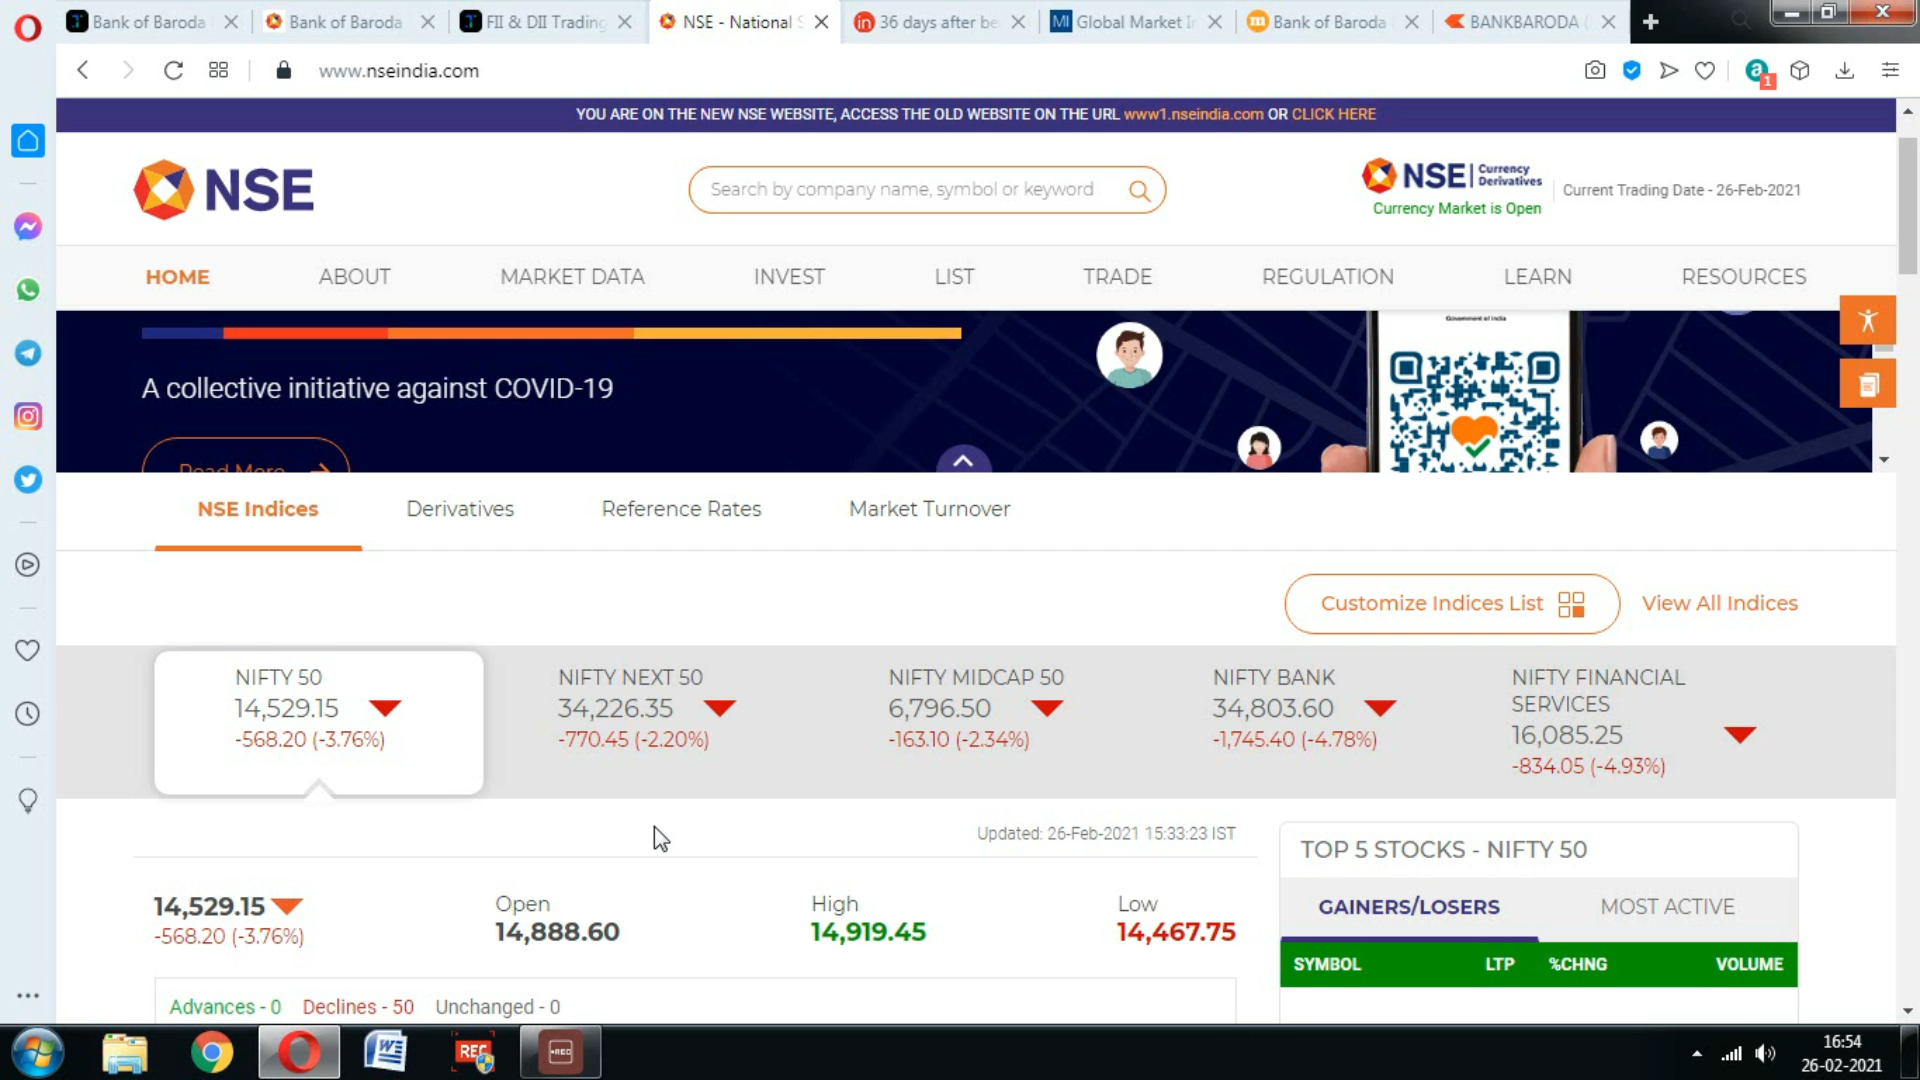 Bank of Baroda
Bank of Baroda
FII & DII Trading
NSE - National S
36 days after be
Global Market I
Bank of Baroda
BANKBARODA (
www.nseindia.com
1
YOU ARE ON THE NEW NSE WEBSITE, ACCESS THE OLD WEBSITE ON THE URL www1.nseindia.com OR CLICK HERE
NSE
Search by company name, symbol or keyword
NSE Currency Derivatives
Currency Market is Open
Current Trading Date - 26-Feb-2021
HOME ABOUT MARKET DATA INVEST LIST TRADE REGULATION LEARN RESOURCES
Government of India
A collective initiative against COVID-19
Read More
NSE Indices Derivatives Reference Rates Market Turnover
Customize Indices List View All Indices
NIFTY 50
14,529.15
-568.20 (-3.76%)
NIFTY NEXT 50
34,226.35
-770.45 (-2.20%)
NIFTY MIDCAP 50
6,796.50
-163.10 (-2.34%)
NIFTY BANK
34,803.60
-1,745.40 (-4.78%)
NIFTY FINANCIAL
SERVICES
16,085.25
-834.05 (-4.93%)
Updated: 26-Feb-2021 15:33:23 IST
14,529.15
-568.20 (-3.76%)
Open
14,888.60
High
14,919.45
Low
14,467.75
Advances - 0 Declines - 50 Unchanged - 0
TOP 5 STOCKS - NIFTY 50
GAINERS/LOSERS MOST ACTIVE
SYMBOL LTP %CHNG VOLUME
REC
REC
16:54
26-02-2021